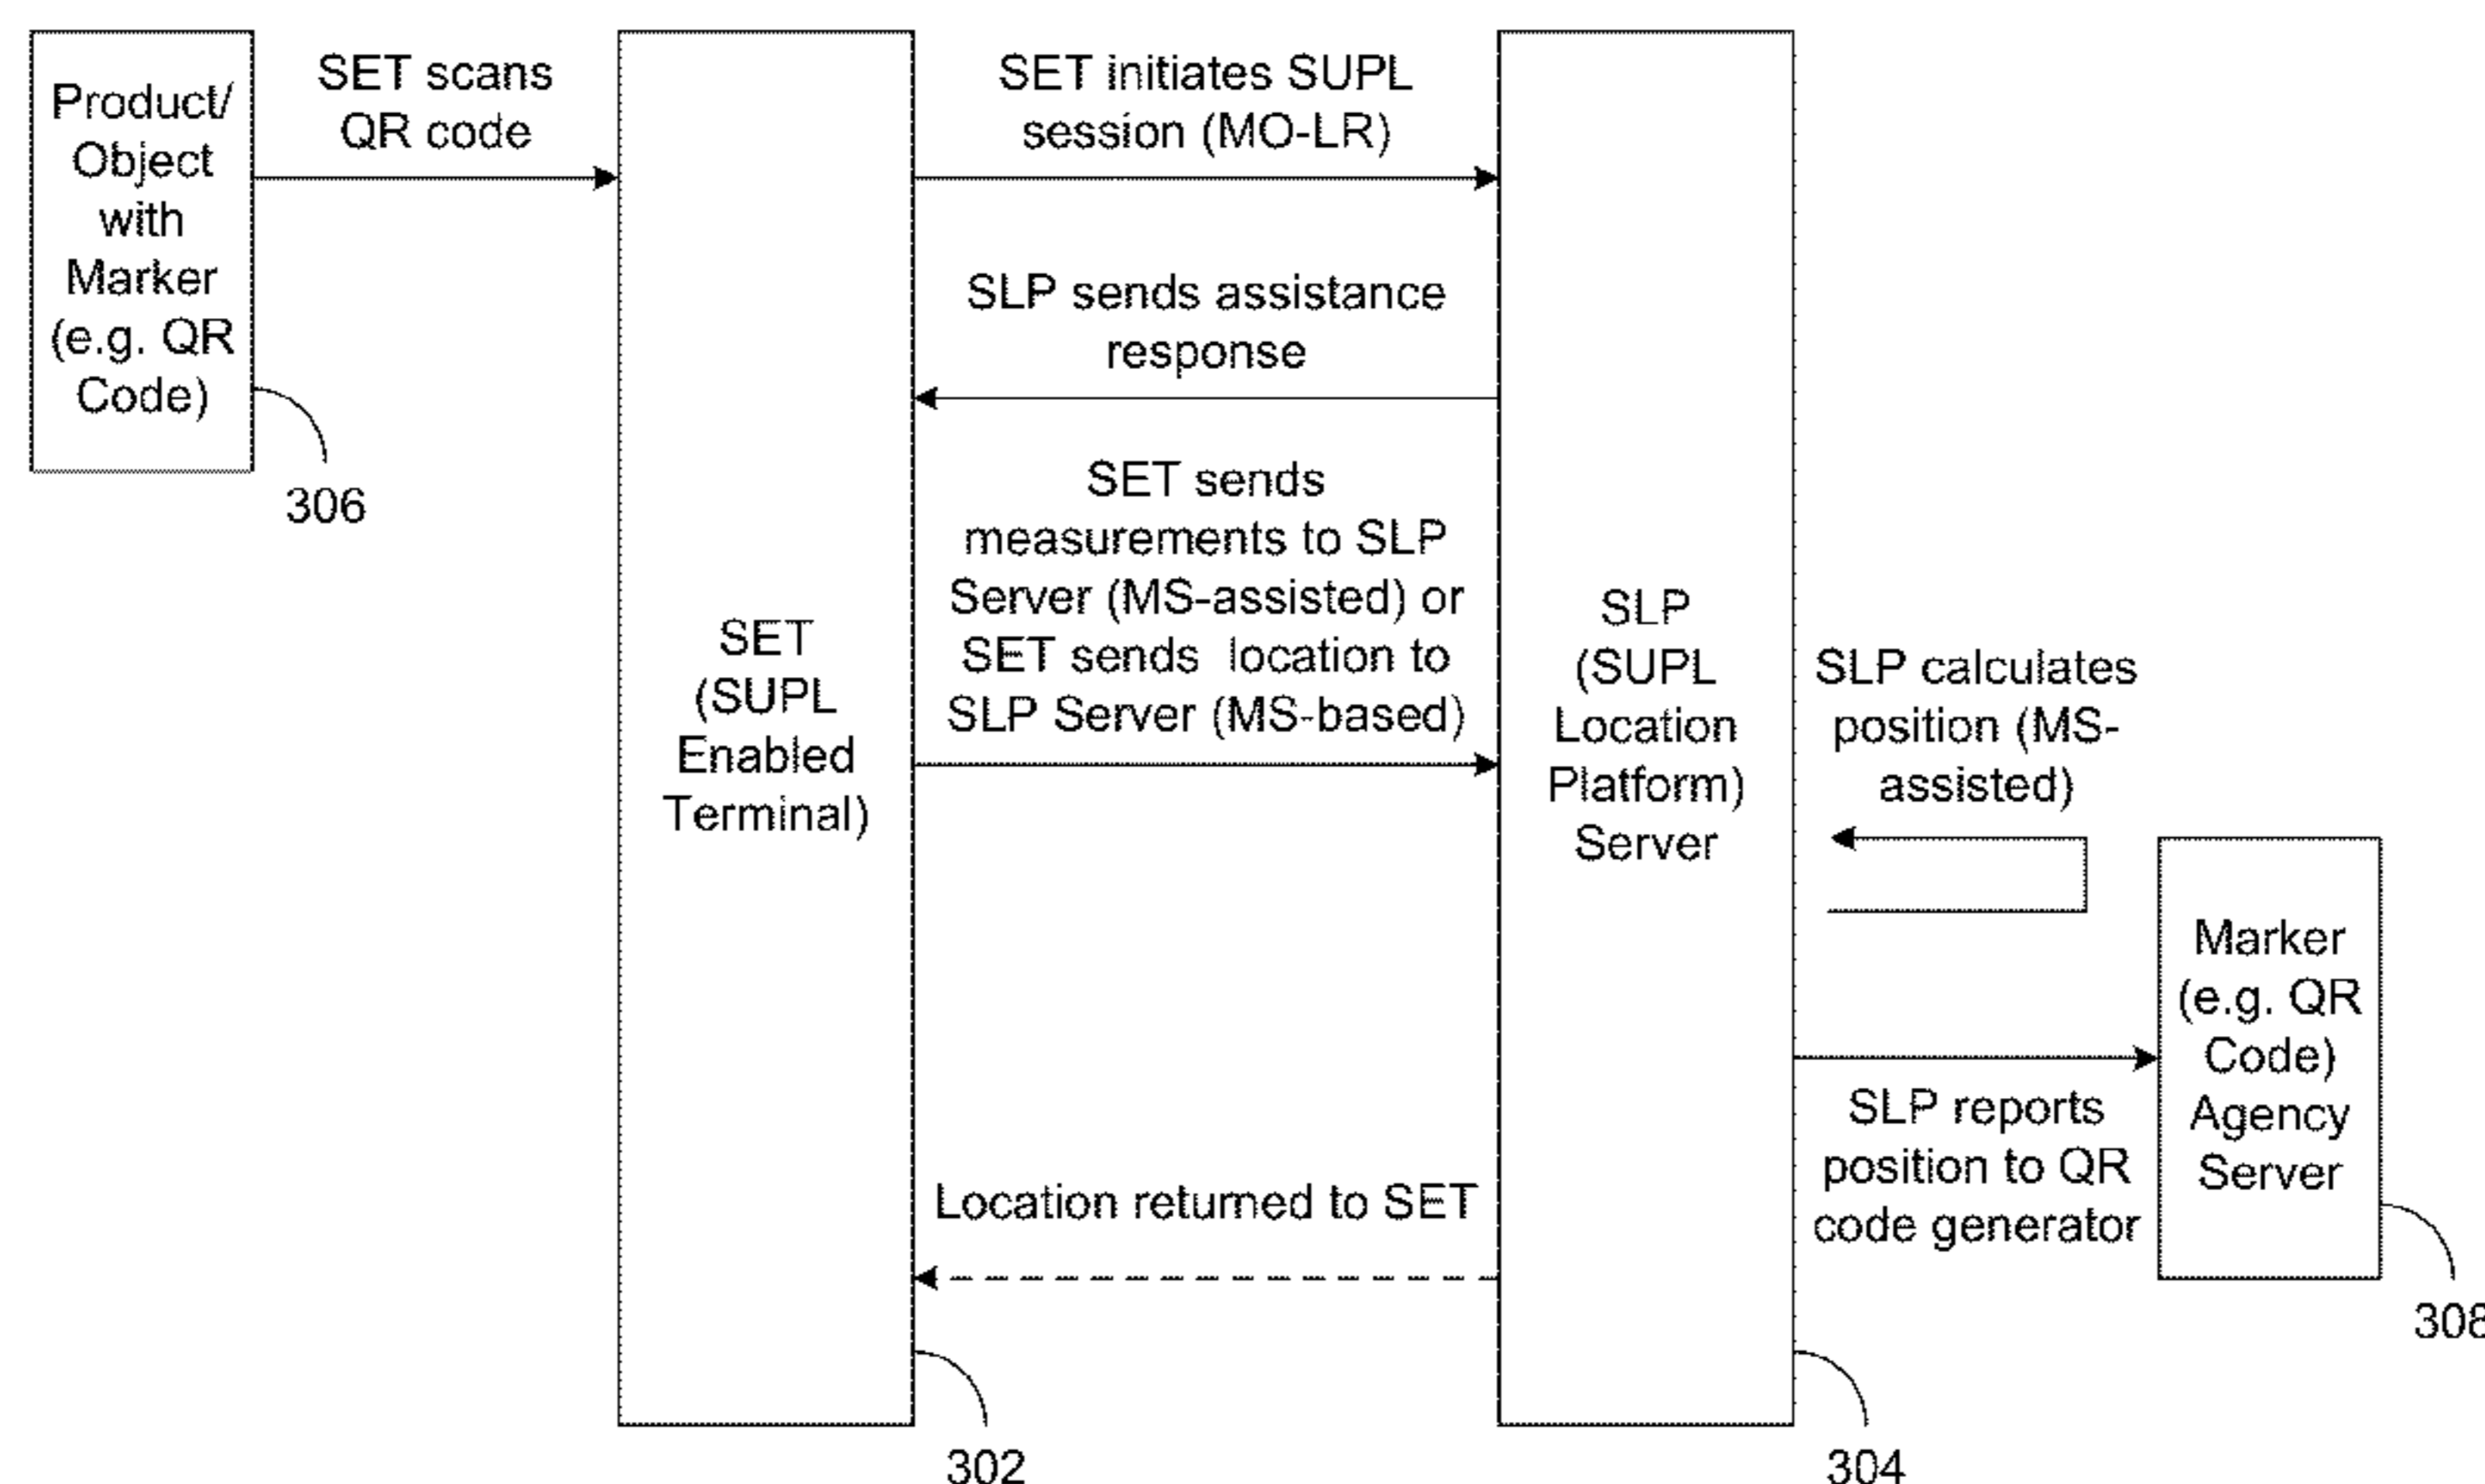 Product/
Object
with
Marker
(e.g. QR
Code)
306
SET scans
QR code
SET
(SUPL
Enabled
Terminal)
302
SET initiates SUPL
session (MO-LR)
SLP sends assistance
response
SET sends
measurements to SLP
Server (MS-assisted) or
SET sends location to
SLP Server (MS-based)
Location returned to SET
SLP
(SUPL
Location
Platform)
Server
304
SLP calculates
position (MS-
assisted)
SLP reports
position to QR
code generator
Marker
(e.g. QR
Code)
Agency
Server
308